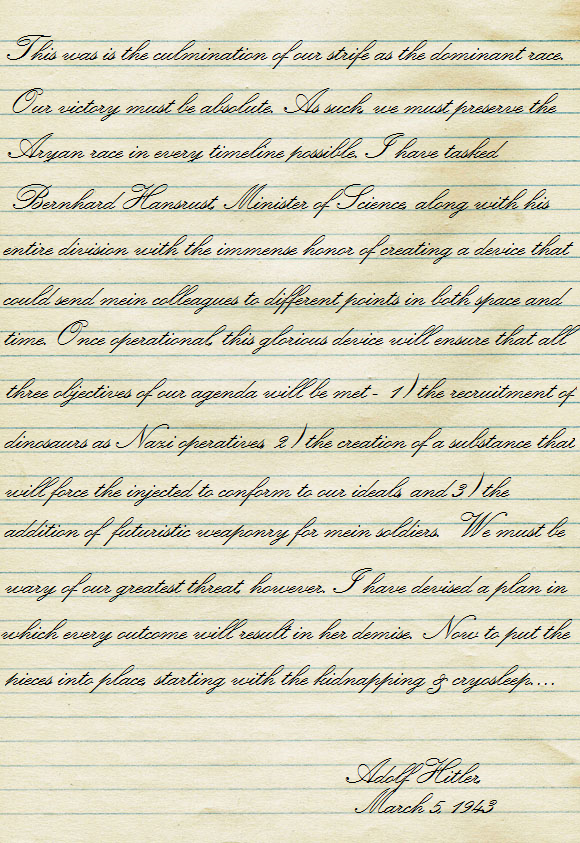 This was is the culmination of our strife as the dominant race.
Our victory must be absolute. As such, we must preserve the
Aryan race in every timeline possible. I have tasked
Bernhard Hansrust, Minister of Science, along with his
entire division with the immense honor of creating a device that
could send mein colleagues to different points in both space and
time. Once operational, this glorious device will ensure that all
three objectives of our agenda will be met - 1) the recruitment of
dinosaurs as Nazi operatives, 2) the creation of a substance that
will force the injected to conform to our ideals, and 3) the
addition of futuristic weaponry for mein soldiers. We must be
wary of our greatest threat, however. I have devised a plan in
which every outcome will result in her demise. Now to put the
pieces into place, starting with the kidnapping & cryosleep....
Adolf Hitler,
March 5, 1943